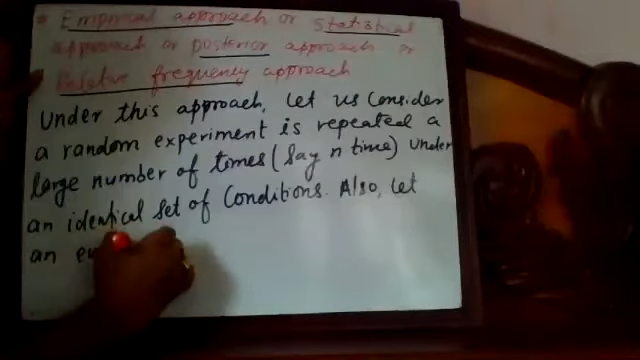 * Empirical approach or Statistical
approach or posterior approach or
Relative frequency approach
Under this approach, Let us Consider
a random experiment is repeated a
large number of times (Say n time) under
an identical set of Conditions. Also, Let
an